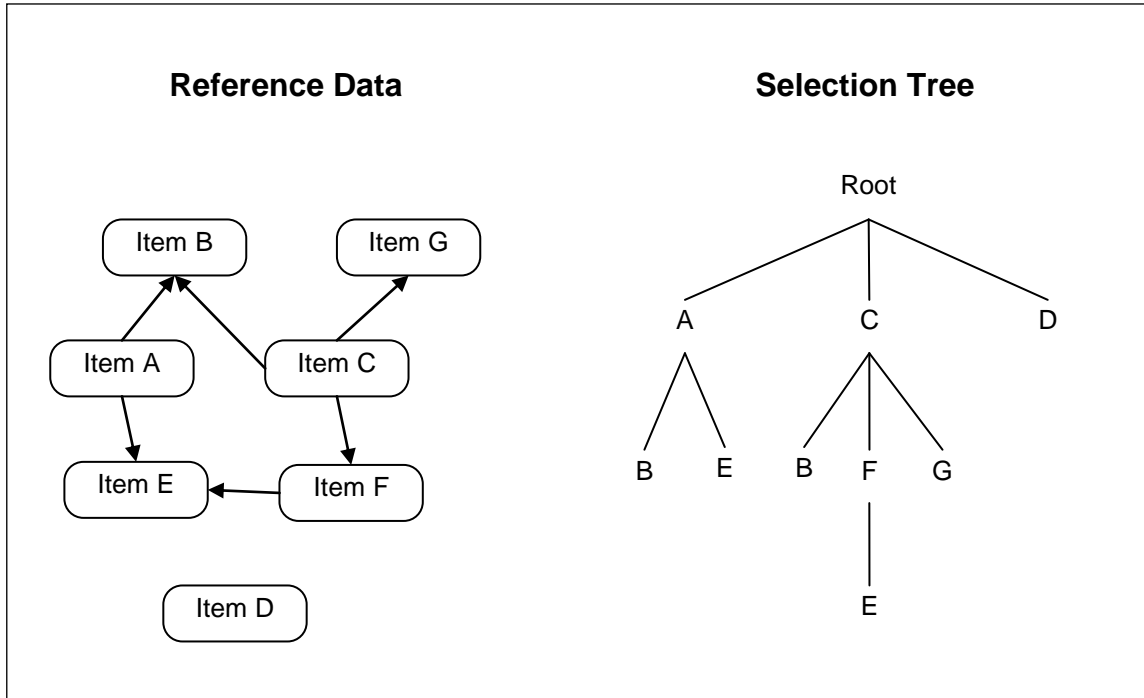 Reference Data
Selection Tree
Root
Item B
Item G
Item A
Item C
A
C
D
Item E
Item F
B
E
B
F
G
Item D
E